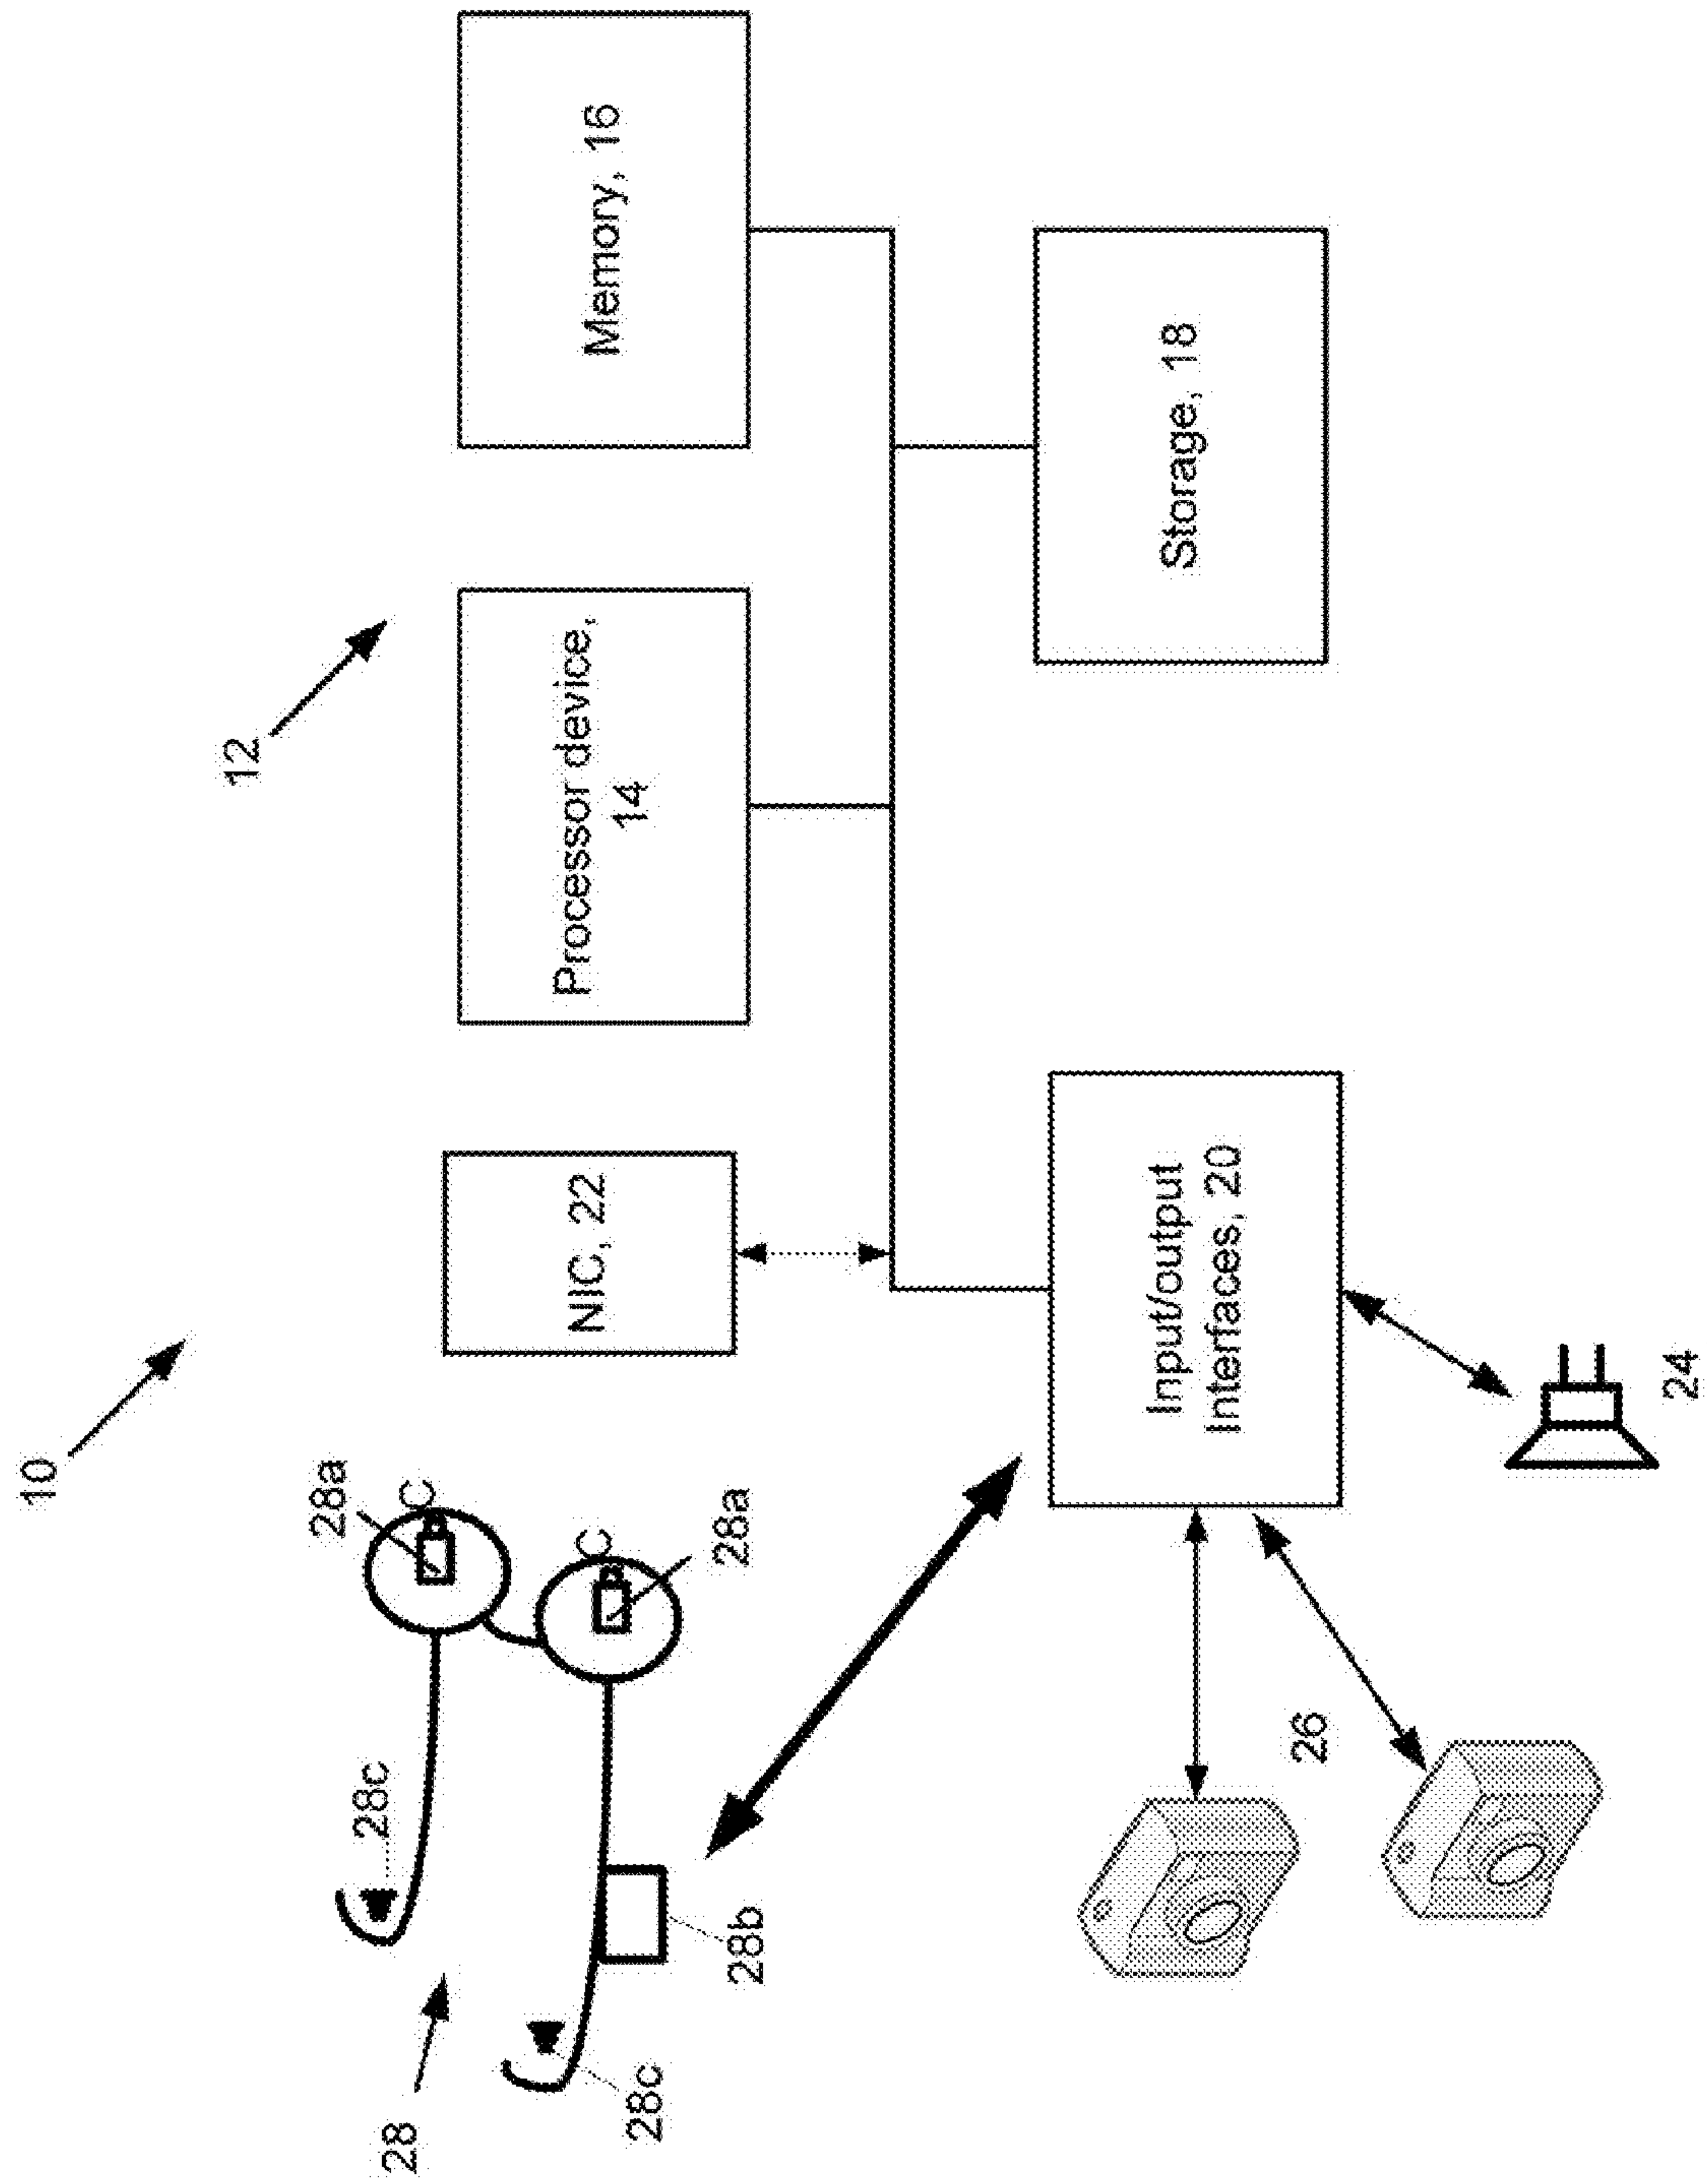 10
12
28a
28c
28
C
C
28c
28a
28b
NIC, 22
Processor device,
14
Memory, 16
Input/output
Interfaces, 20
Storage, 18
26
24